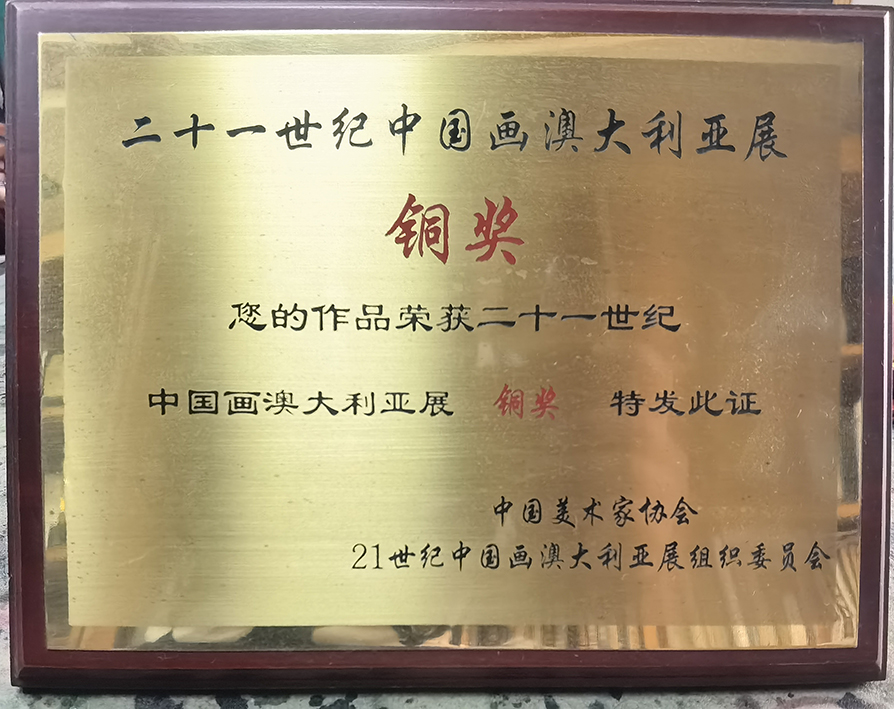 二十一世纪中国画澳大利亚展
铜奖
您的作品荣获二十一世纪
中国画澳大利亚展 铜奖 特发此证
中国美术家协会
21世纪中国画澳大利亚展组织委员会